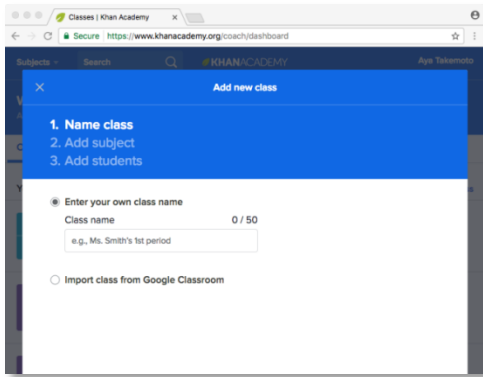 Classes | Khan Academy
Secure https://www.khanacademy.org/coach/dashboard
Subjects Search KHANACADEMY Aya Takemoto
Add new class
1. Name class
2. Add subject
3. Add students
Enter your own class name
Class name 0 / 50
e.g., Ms. Smith's 1st period
Import class from Google Classroom